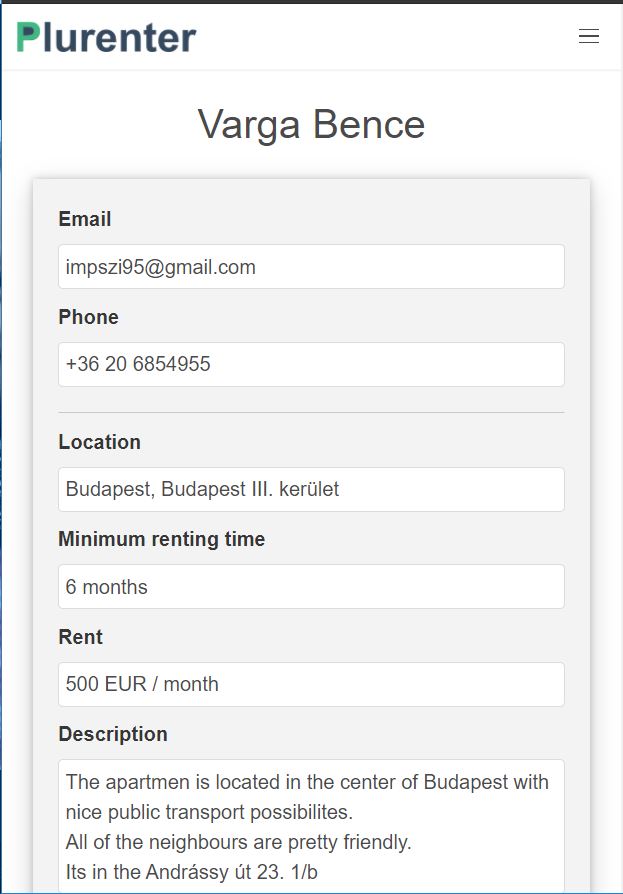 Plurenter
Varga Bence
Email
impszi95@gmail.com
Phone
+36 20 6854955
Location
Budapest, Budapest III. kerület
Minimum renting time
6 months
Rent
500 EUR / month
Description
The apartmen is located in the center of Budapest with
nice public transport possibilites.
All of the neighbours are pretty friendly.
Its in the Andrássy út 23. 1/b